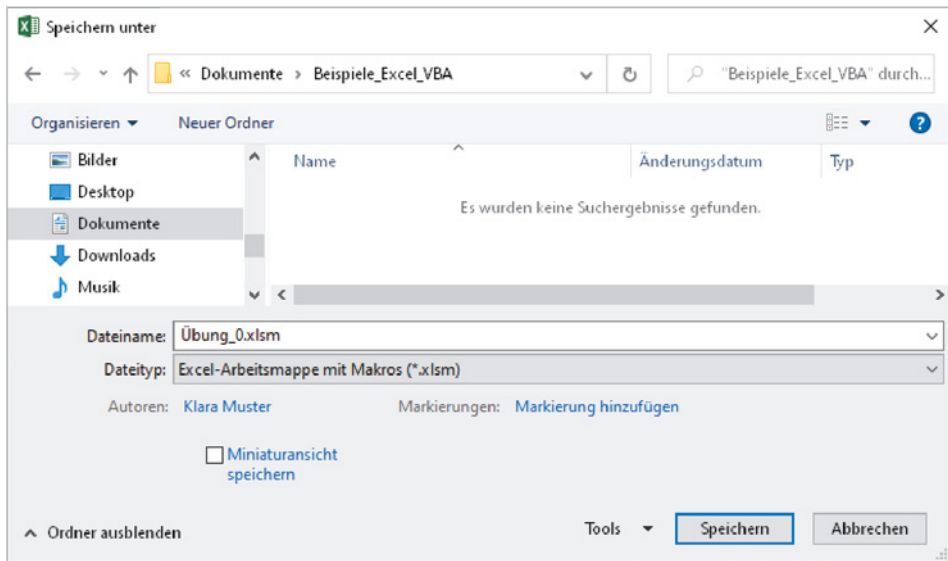 Speichern unter
« Dokumente > Beispiele_Excel_VBA "Beispiele_Excel_VBA" durch...
Organisieren Neuer Ordner ?
Bilder Name Änderungsdatum Typ
Desktop
Es wurden keine Suchergebnisse gefunden.
Dokumente
Downloads
Musik
Dateiname: Übung_0.xlsm
Dateityp: Excel-Arbeitsmappe mit Makros (*.xlsm)
Autoren: Klara Muster Markierungen: Markierung hinzufügen
Miniaturansicht
speichern
Ordner ausblenden Tools Speichern Abbrechen